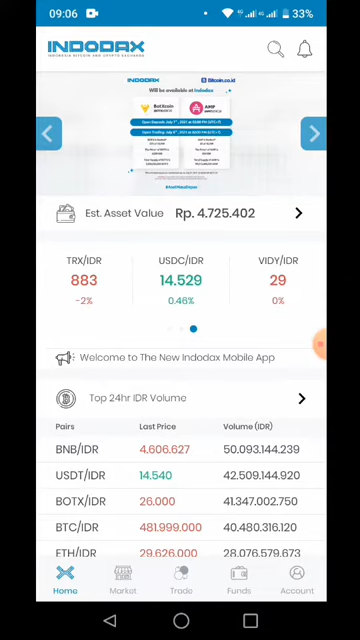 09:06
33%
INDODAX
INDONESIA BITCOIN AND CRYPTO EXCHANGE
INDODAX Bitcoin.co.id
Will be available at Indodax
Est. Asset Value Rp. 4.725.402
TRX/IDR USDC/IDR VIDY/IDR
883 14.529 29
-2% 0.46% 0%
Welcome to The New Indodax Mobile App
Top 24hr IDR Volume
Pairs Last Price Volume (IDR)
BNB/IDR 4.606.627 50.093.144.239
USDT/IDR 14.540 42.509.144.920
BOTX/IDR 26.000 41.347.002.750
BTC/IDR 481.999.000 40.480.316.120
ETH/IDR 29.626.000 28.076.579.673
Home Market Trade Funds Account